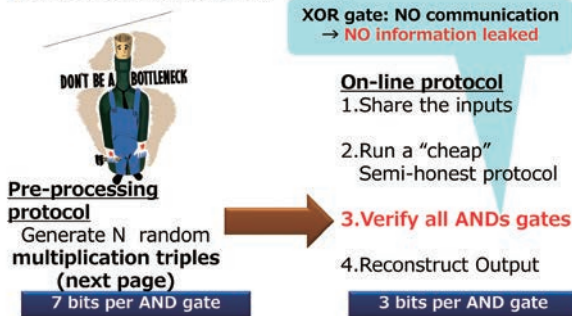 XOR gate: NO communication
→ NO information leaked
DON'T BE A BOTTLENECK
On-line protocol
1.Share the inputs
2.Run a “cheap”
Semi-honest protocol
3.Verify all ANDs gates
4.Reconstruct Output
3 bits per AND gate
Pre-processing
protocol
Generate N random
multiplication triples
(next page)
7 bits per AND gate